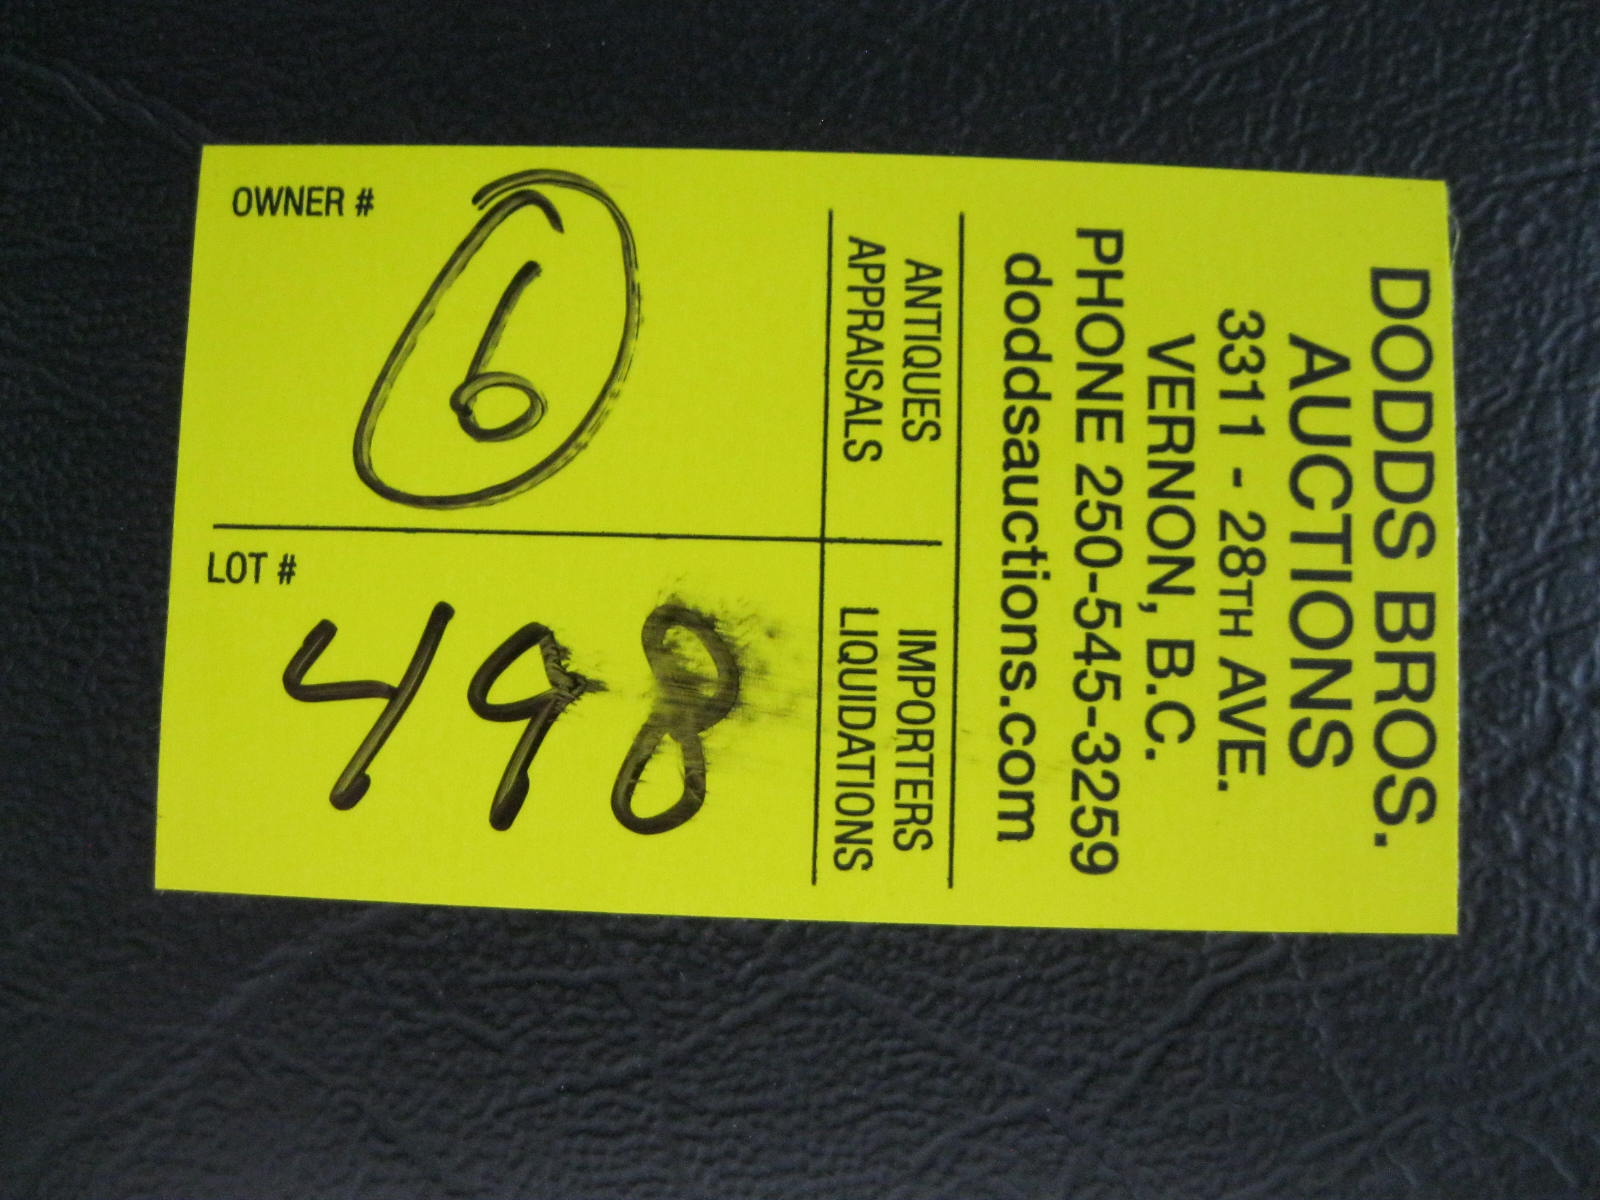 DODDS BROS.
AUCTIONS
3311 - 28TH AVE.
VERNON, B.C.
PHONE 250-545-3259
doddsauctions.com
ANTIQUES
APPRAISALS
IMPORTERS
LIQUIDATIONS
OWNER #
6
LOT #
498